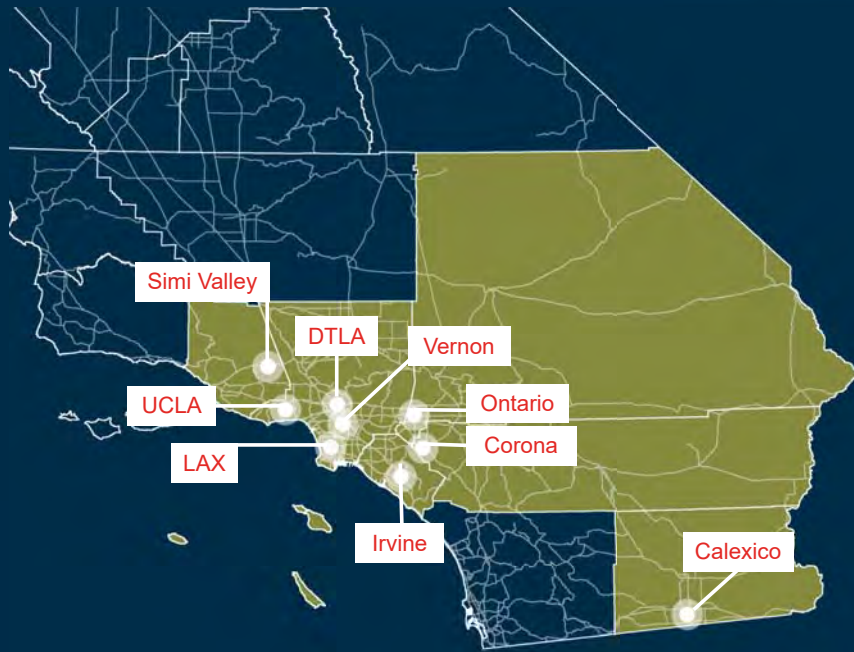 Simi Valley
DTLA
Vernon
UCLA
Ontario
LAX
Corona
Irvine
Calexico